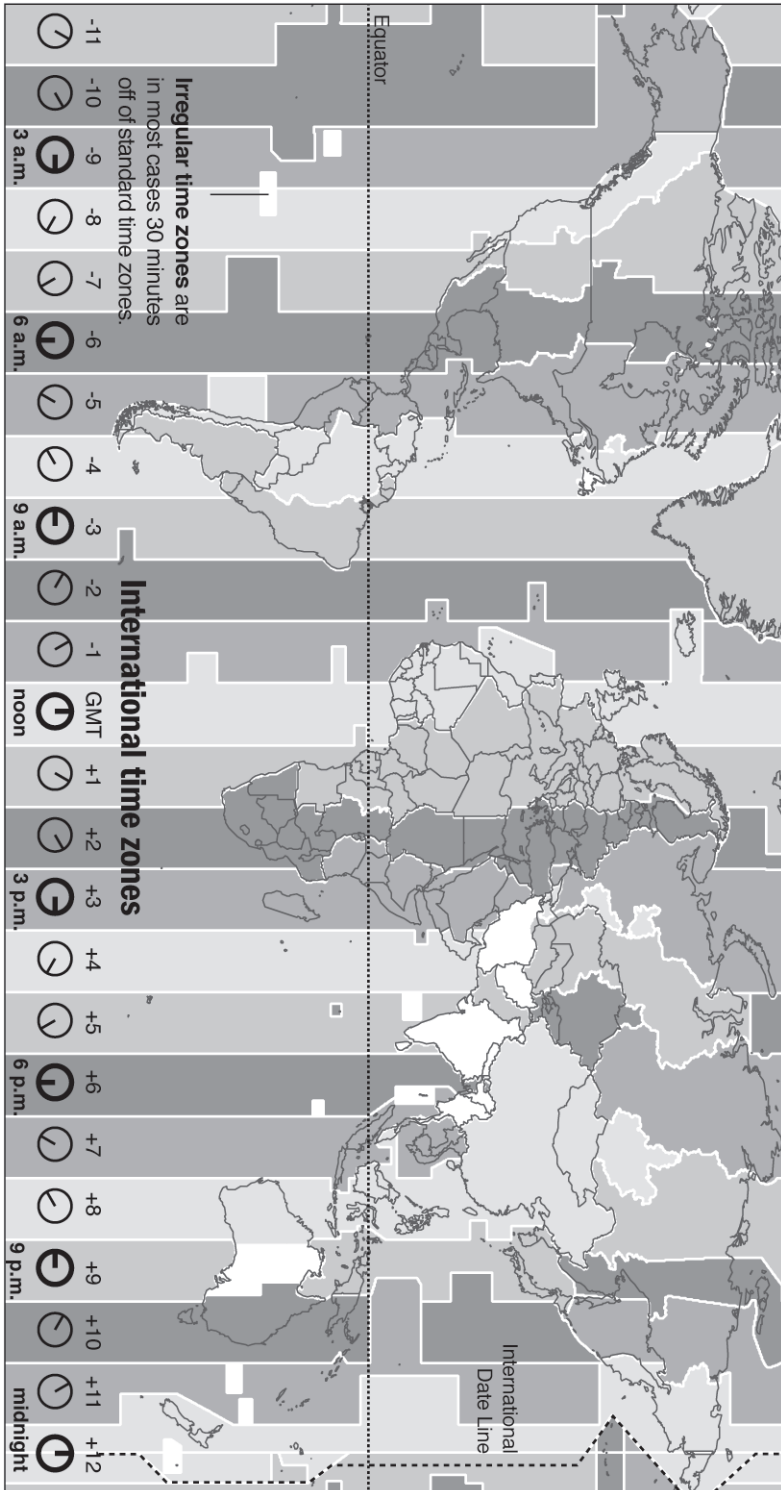 International time zones
Irregular time zones are
in most cases 30 minutes
off of standard time zones.
Equator
International
Date Line
-11
-10
-9
-8
-7
-6
-5
-4
-3
-2
-1
GMT
+1
+2
+3
+4
+5
+6
+7
+8
+9
+10
+11
+12
3 a.m.
6 a.m.
9 a.m.
noon
3 p.m.
6 p.m.
9 p.m.
midnight